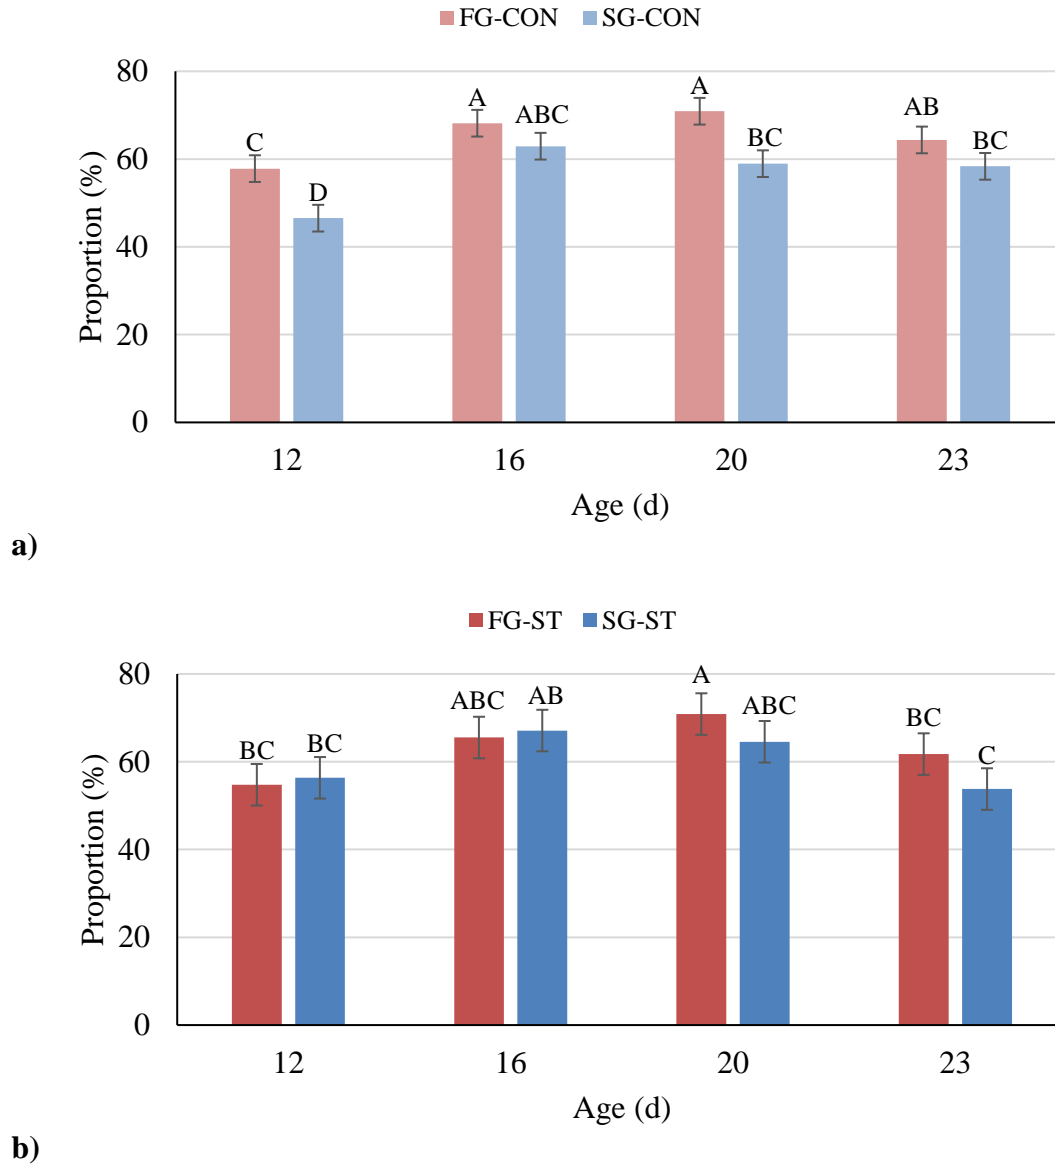 FG-CON SG-CON
Proportion (%)
80
60
40
20
0
C
D
A
ABC
A
BC
AB
BC
12 16 20 23
Age (d)
a)
FG-ST SG-ST
Proportion (%)
80
60
40
20
0
BC
BC
ABC
AB
A
ABC
BC
C
12 16 20 23
Age (d)
b)